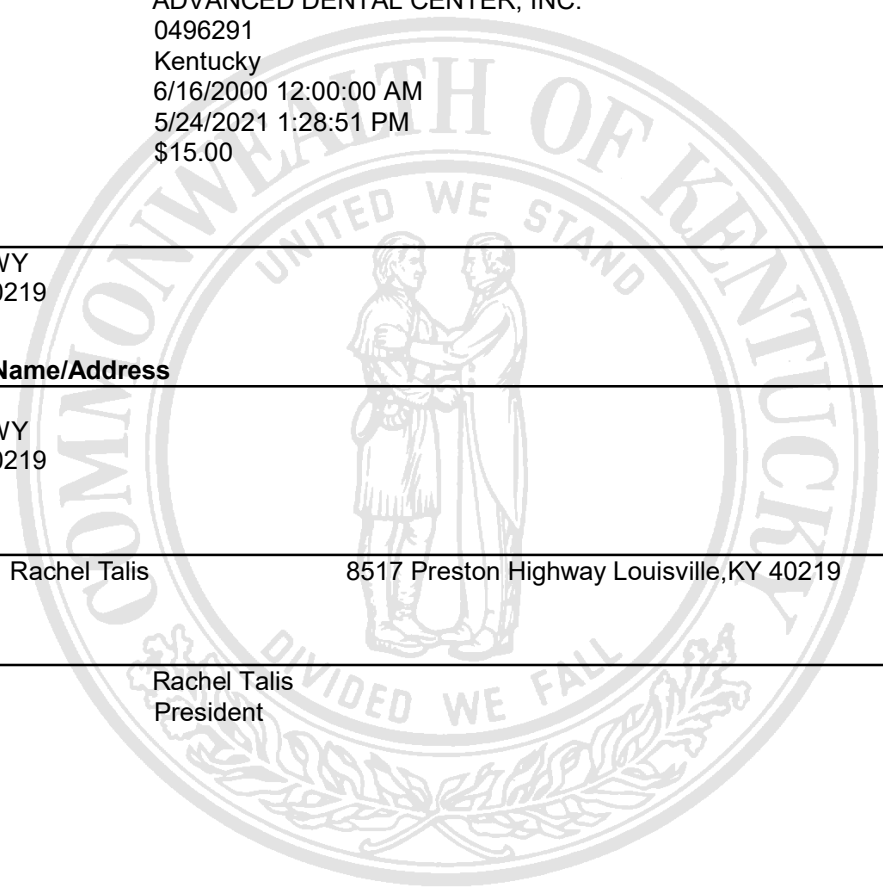 ADVANCED DENTAL CENTER, INC.
0496291
Kentucky
6/16/2000 12:00:00 AM
5/24/2021 1:28:51 PM
$15.00
COMMONWEALTH OF KENTUCKY
UNITED WE STAND
WY
0219
Name/Address
WY
0219
Rachel Talis 8517 Preston Highway Louisville,KY 40219
DIVIDED WE FALL
Rachel Talis
President